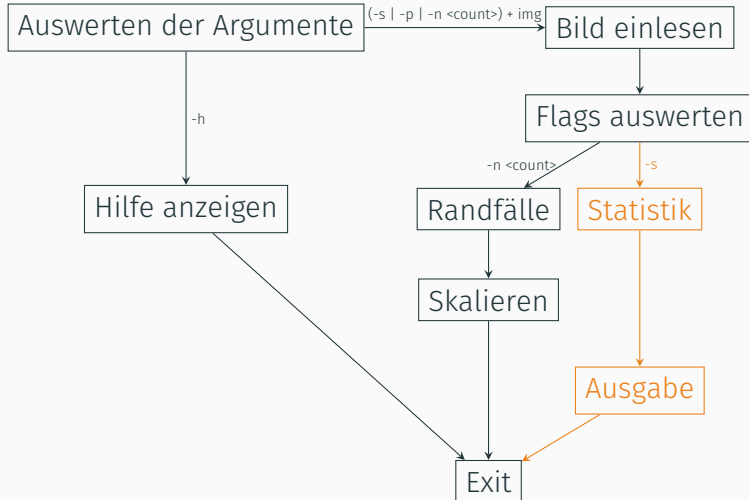 Auswerten der Argumente
(-s | -p | -n <count>) + img
Bild einlesen
Flags auswerten
-h
-n <count>
-s
Hilfe anzeigen
Randfälle
Statistik
Skalieren
Ausgabe
Exit